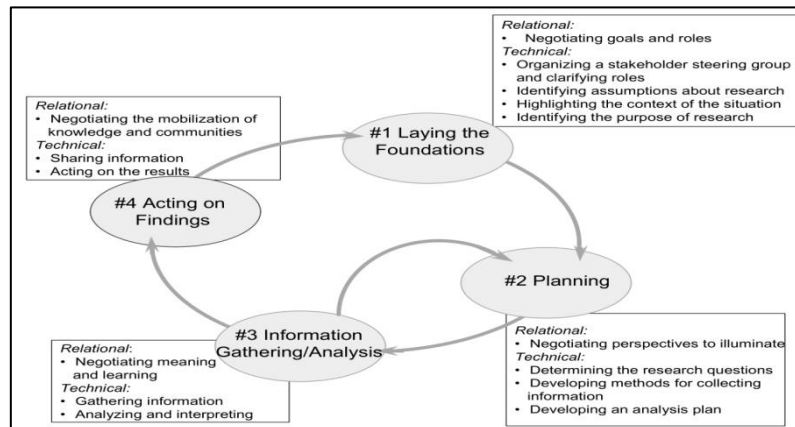 Relational:
• Negotiating goals and roles
Technical:
• Organizing a stakeholder steering group
and clarifying roles
• Identifying assumptions about research
• Highlighting the context of the situation
• Identifying the purpose of research
#1 Laying the
Foundations
#2 Planning
Relational:
• Negotiating perspectives to illuminate
Technical:
• Determining the research questions
• Developing methods for collecting
information
• Developing an analysis plan
#3 Information
Gathering/Analysis
Relational:
• Negotiating meaning
and learning
Technical:
• Gathering information
• Analyzing and interpreting
#4 Acting on
Findings
Relational:
• Negotiating the mobilization of
knowledge and communities
Technical:
• Sharing information
• Acting on the results